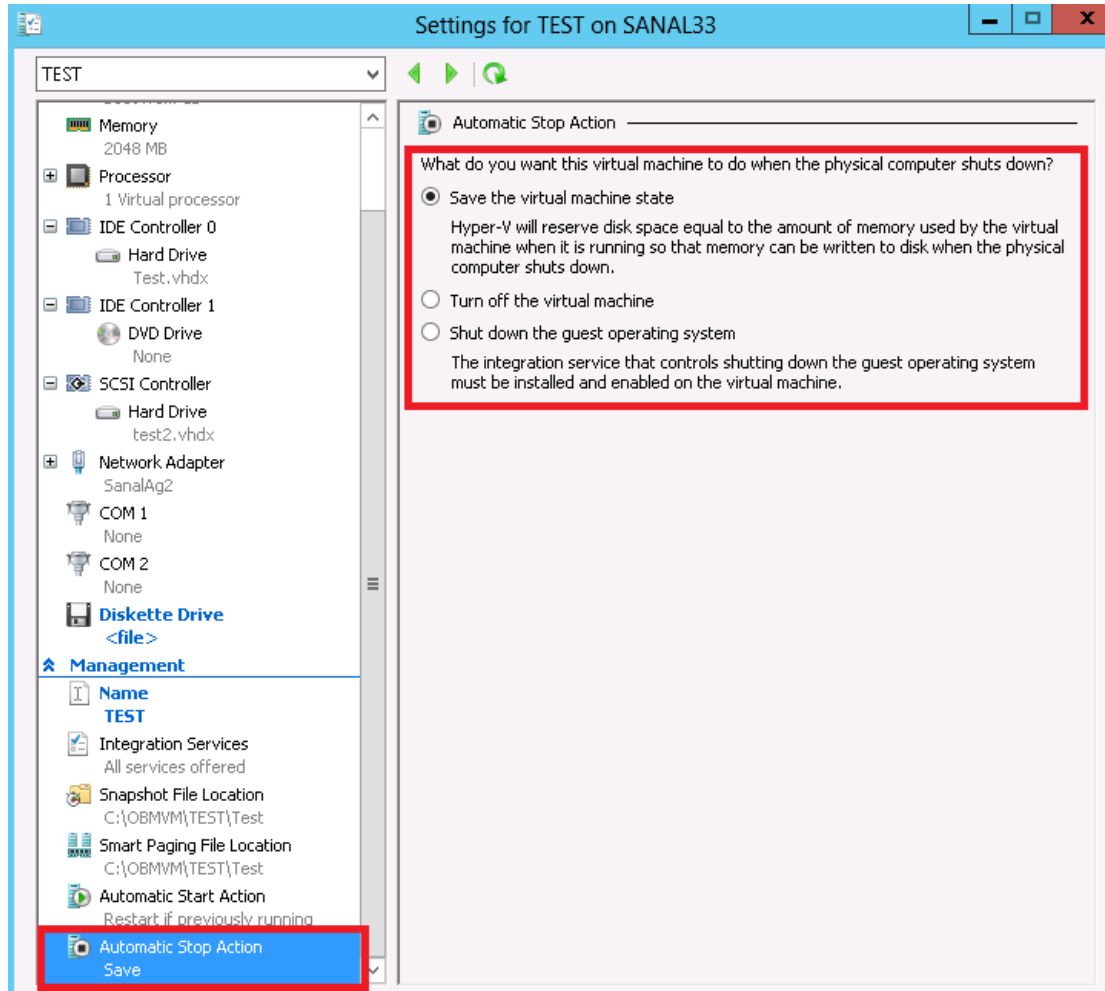 Settings for TEST on SANAL33
TEST
Memory
2048 MB
Processor
1 Virtual processor
IDE Controller 0
Hard Drive
Test.vhdx
IDE Controller 1
DVD Drive
None
SCSI Controller
Hard Drive
test2.vhdx
Network Adapter
SanalAg2
COM 1
None
COM 2
None
Diskette Drive
<file>
Management
Name
TEST
Integration Services
All services offered
Snapshot File Location
C:\OBMVM\TEST\Test
Smart Paging File Location
C:\OBMVM\TEST\Test
Automatic Start Action
Restart if previously running
Automatic Stop Action
Save
Automatic Stop Action
What do you want this virtual machine to do when the physical computer shuts down?
Save the virtual machine state
Hyper-V will reserve disk space equal to the amount of memory used by the virtual
machine when it is running so that memory can be written to disk when the physical
computer shuts down.
Turn off the virtual machine
Shut down the guest operating system
The integration service that controls shutting down the guest operating system
must be installed and enabled on the virtual machine.